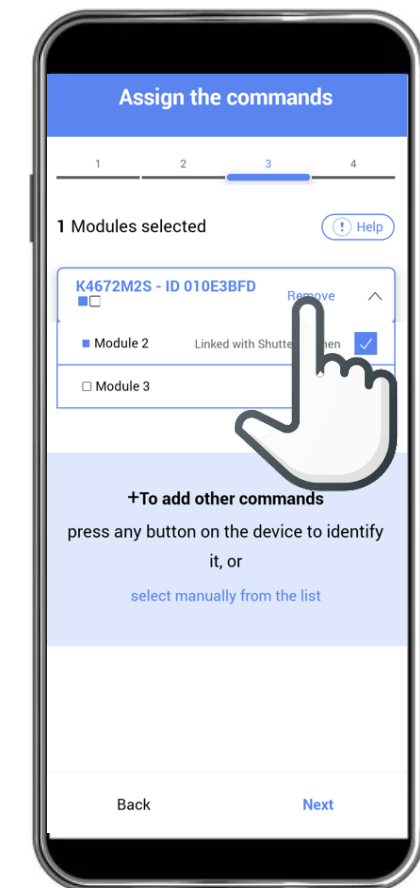 Assign the commands
1 2 3 4
1 Modules selected
Help
K4672M2S - ID 010E3BFD
Remove
Module 2 Linked with
Module 3
+To add other commands
press any button on the device to identify
it, or
select manually from the list
Back Next